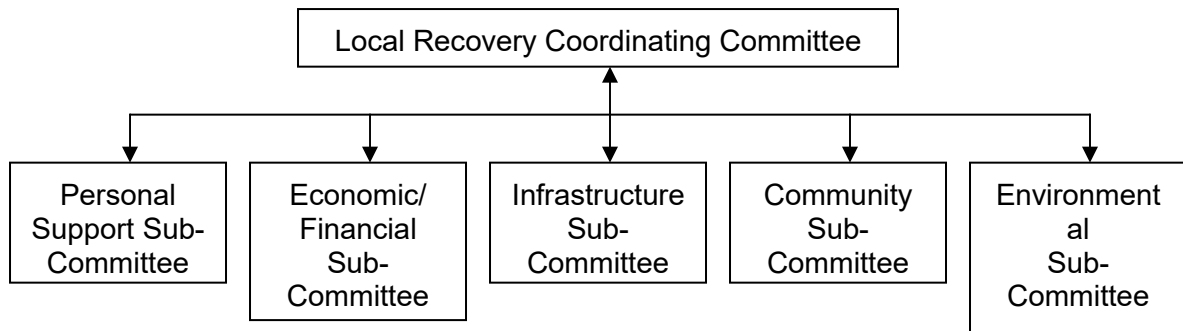 Local Recovery Coordinating Committee
Personal
Support Sub-
Committee
Economic/
Financial
Sub-
Committee
Infrastructure
Sub-
Committee
Community
Sub-
Committee
Environment
al
Sub-
Committee